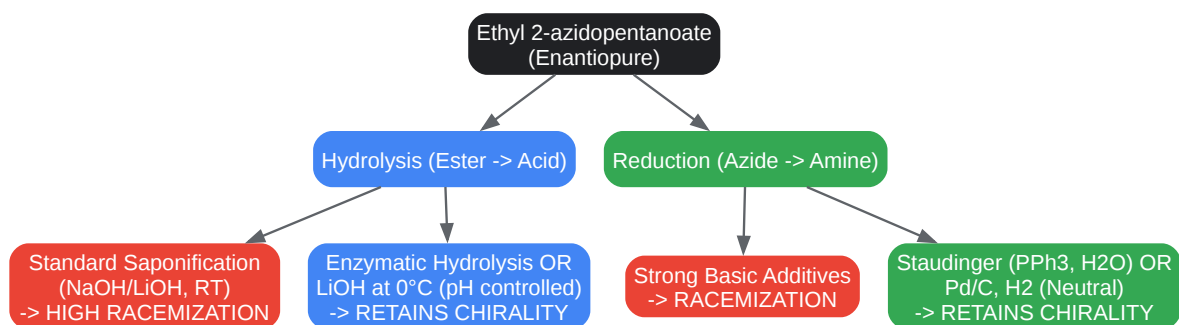 Ethyl 2-azidopentanoate
(Enantiopure)
Hydrolysis (Ester -> Acid)
Reduction (Azide -> Amine)
Standard Saponification
(NaOH/LiOH, RT)
-> HIGH RACEMIZATION
Enzymatic Hydrolysis OR
LiOH at 0°C (pH controlled)
-> RETAINS CHIRALITY
Strong Basic Additives
-> RACEMIZATION
Staudinger (PPh3, H2O) OR
Pd/C, H2 (Neutral)
-> RETAINS CHIRALITY